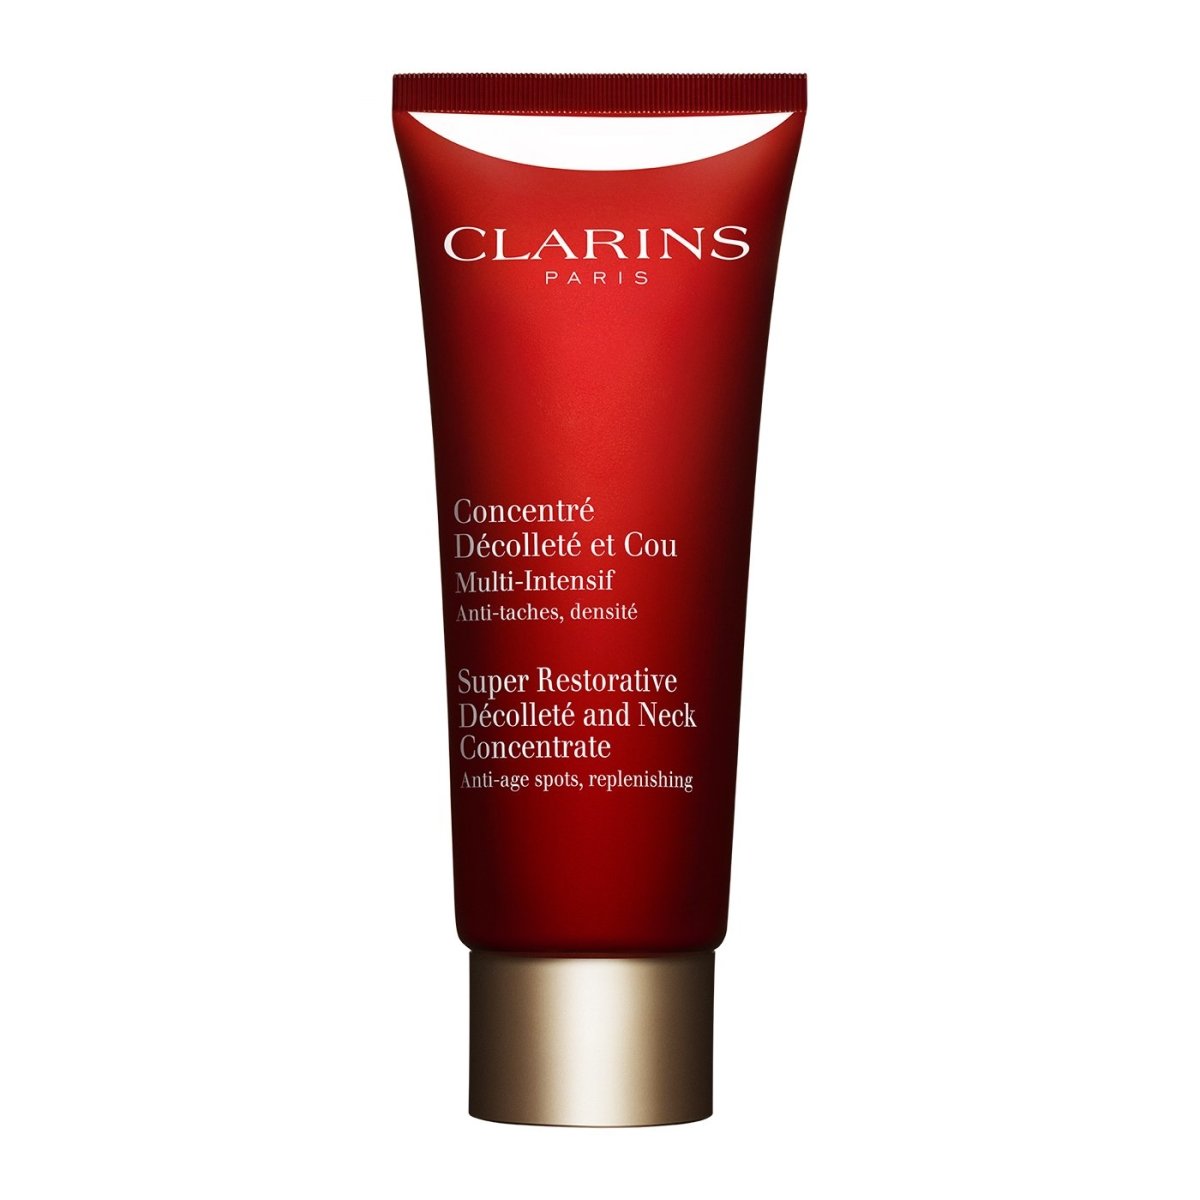 CLARINS
PARIS
Concentré
Décolleté et Cou
Multi-Intensif
Anti-taches, densité
Super Restorative
Décolleté and Neck
Concentrate
Anti-age spots, replenishing